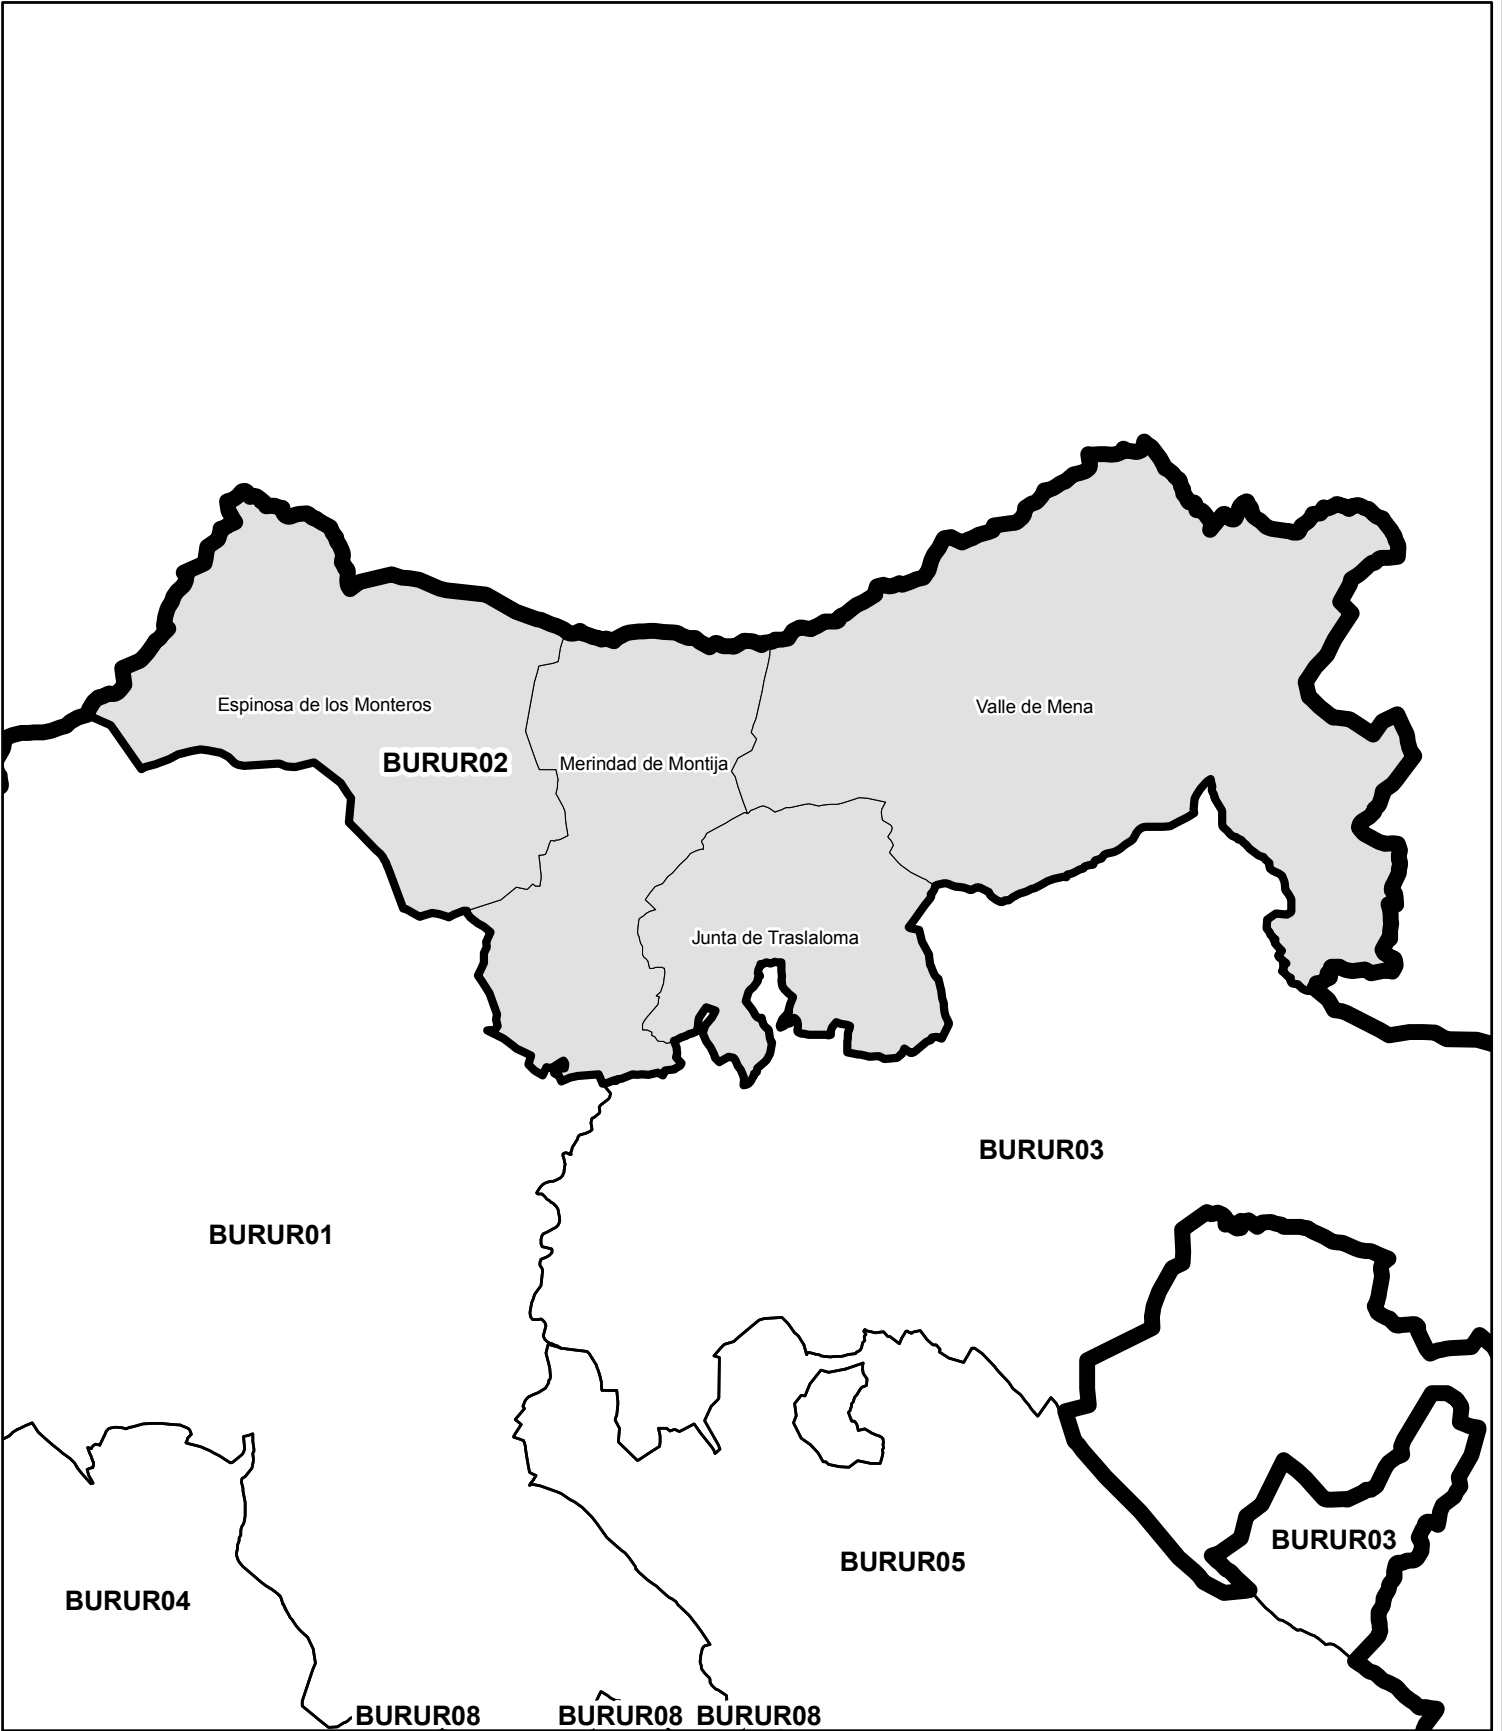 Espinosa de los Monteros
Valle de Mena
BURUR02
Merindad de Montija
Junta de Traslaloma
BURUR03
BURUR01
BURUR03
BURUR05
BURUR04
BURUR08
BURUR08
BURUR08